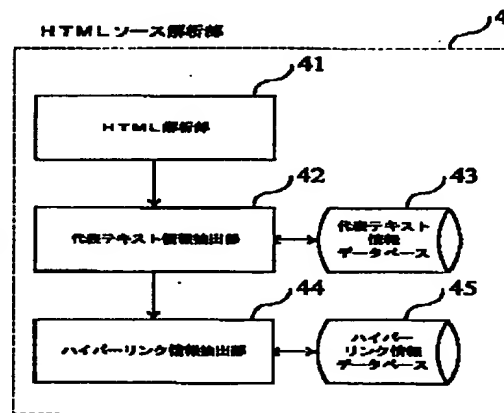 HTMLソース解析部
4
41
HTML解析部
42
代表テキスト情報抽出部
43
代表テキスト
情報
データベース
44
ハイパーリンク情報抽出部
45
ハイパー
リンク情報
データベース